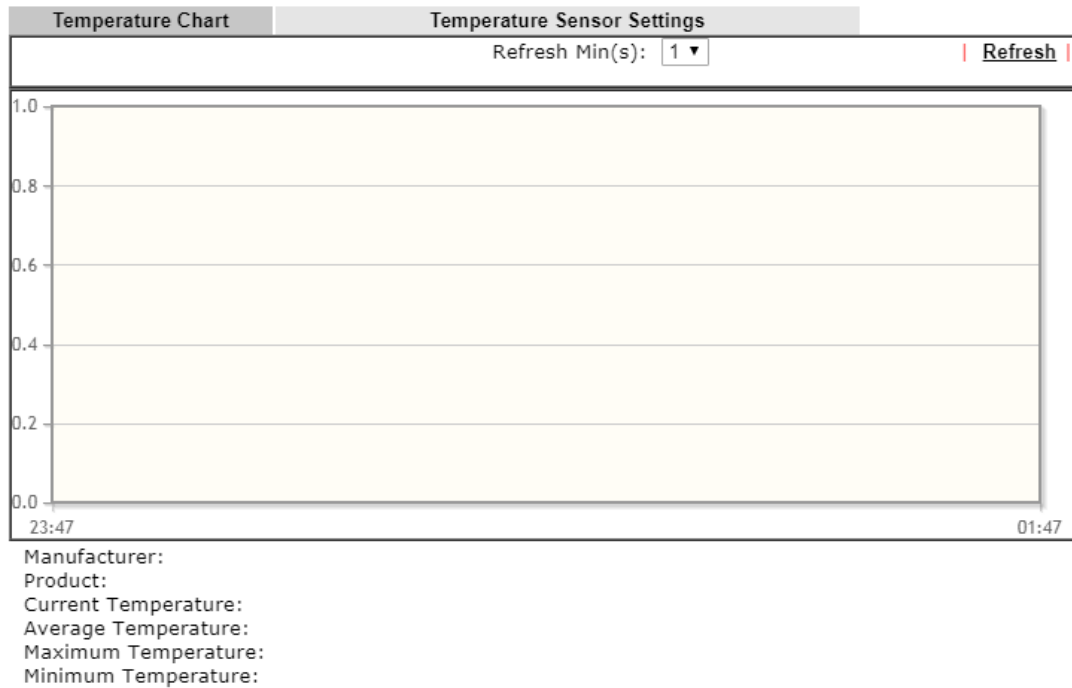 Temperature Chart Temperature Sensor Settings
Refresh Min(s): 1 | Refresh |
1.0
0.8
0.6
0.4
0.2
0.0
23:47 01:47
Manufacturer:
Product:
Current Temperature:
Average Temperature:
Maximum Temperature:
Minimum Temperature: